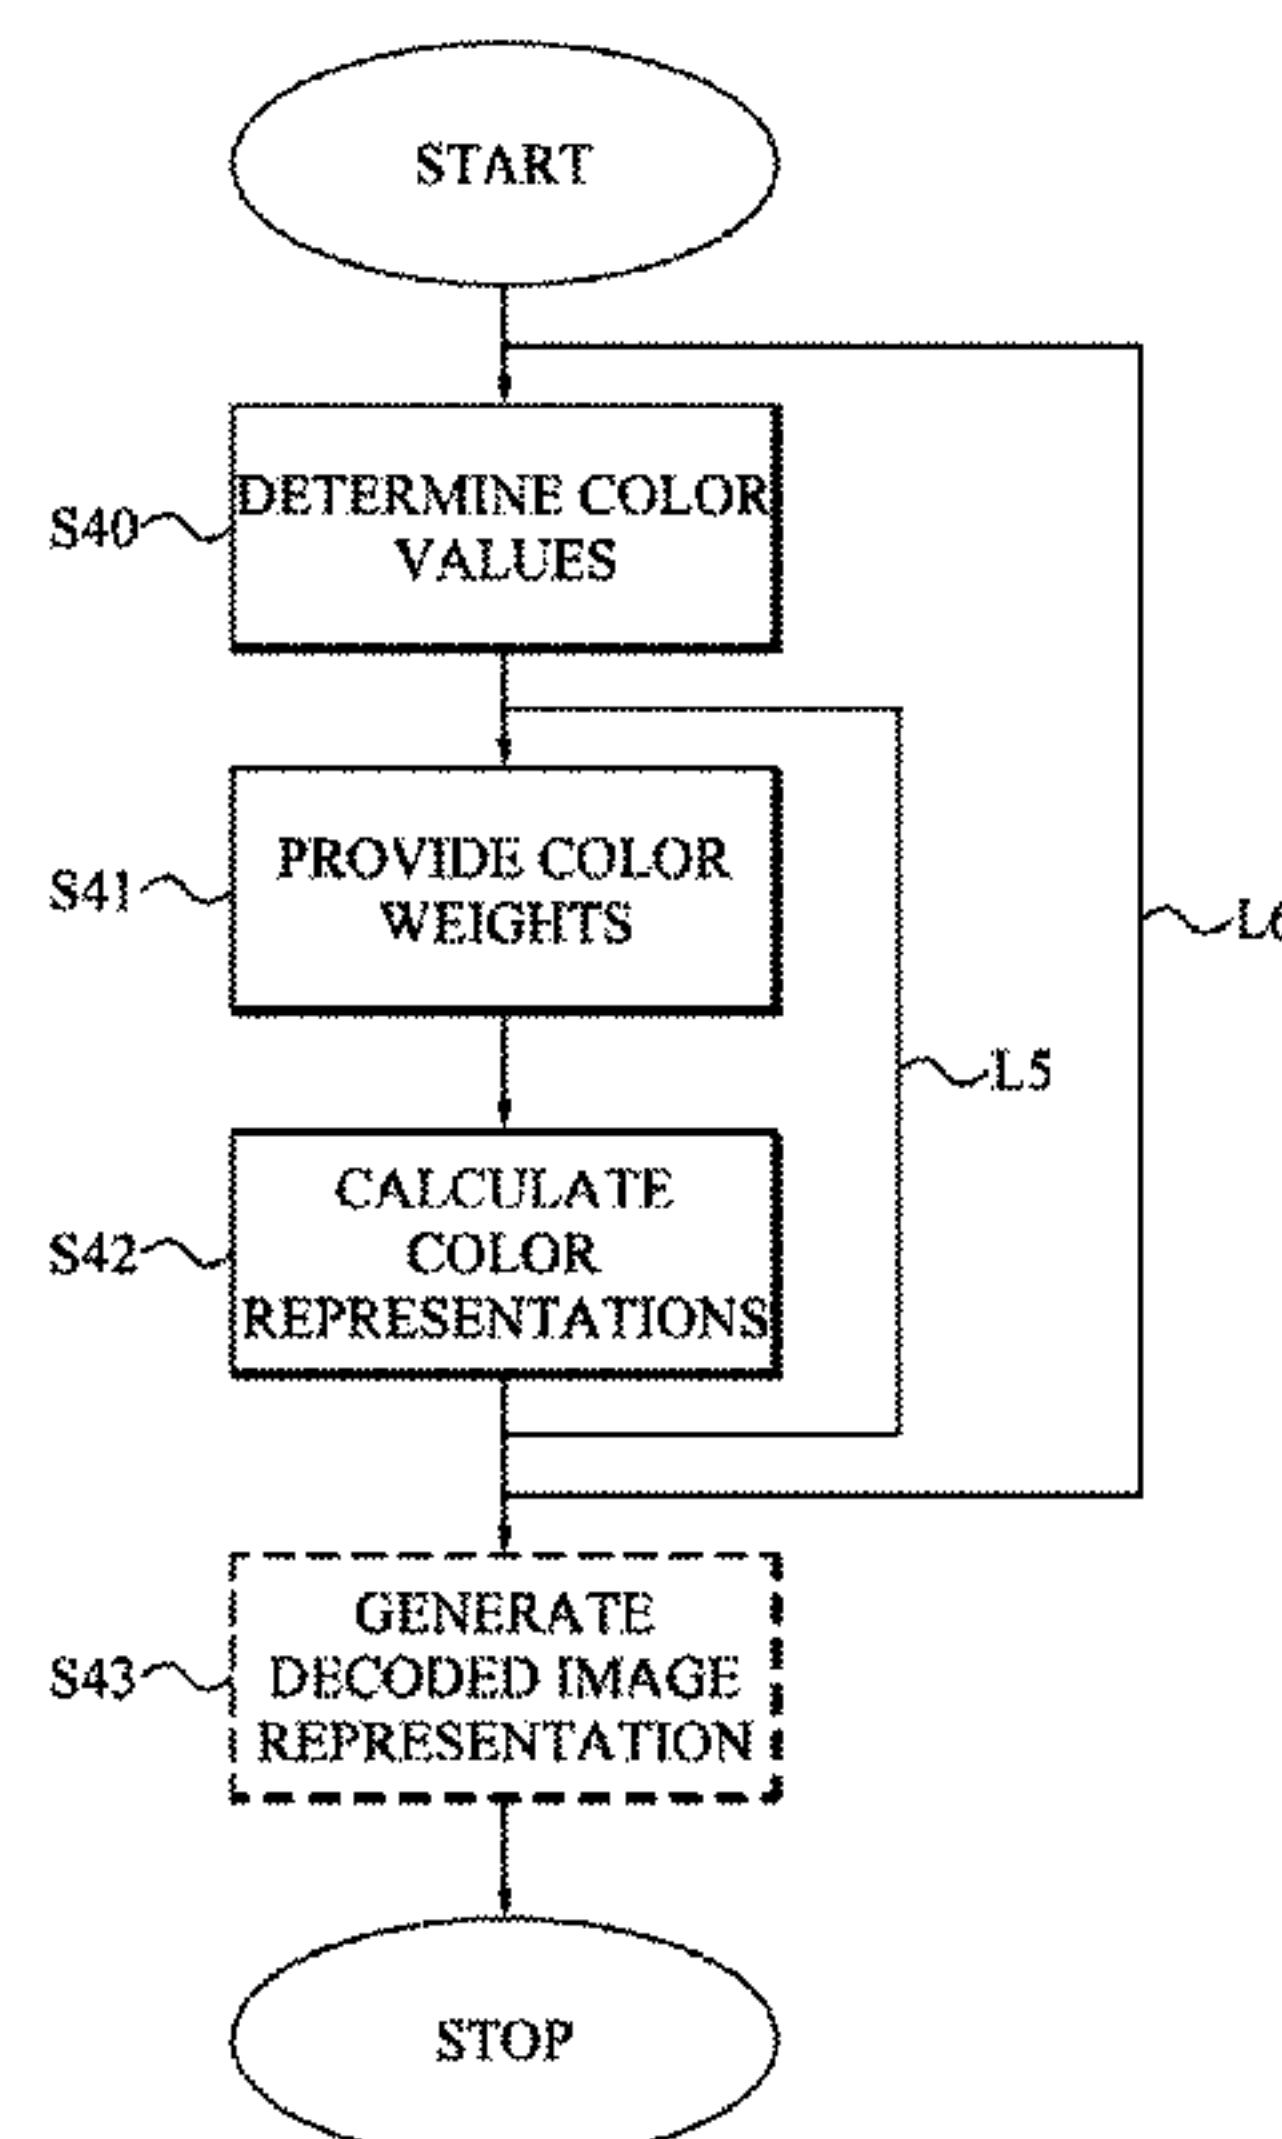 START
S40
DETERMINE COLOR
VALUES
S41
PROVIDE COLOR
WEIGHTS
L6
L5
S42
CALCULATE
COLOR
REPRESENTATIONS
S43
GENERATE
DECODED IMAGE
REPRESENTATION
STOP